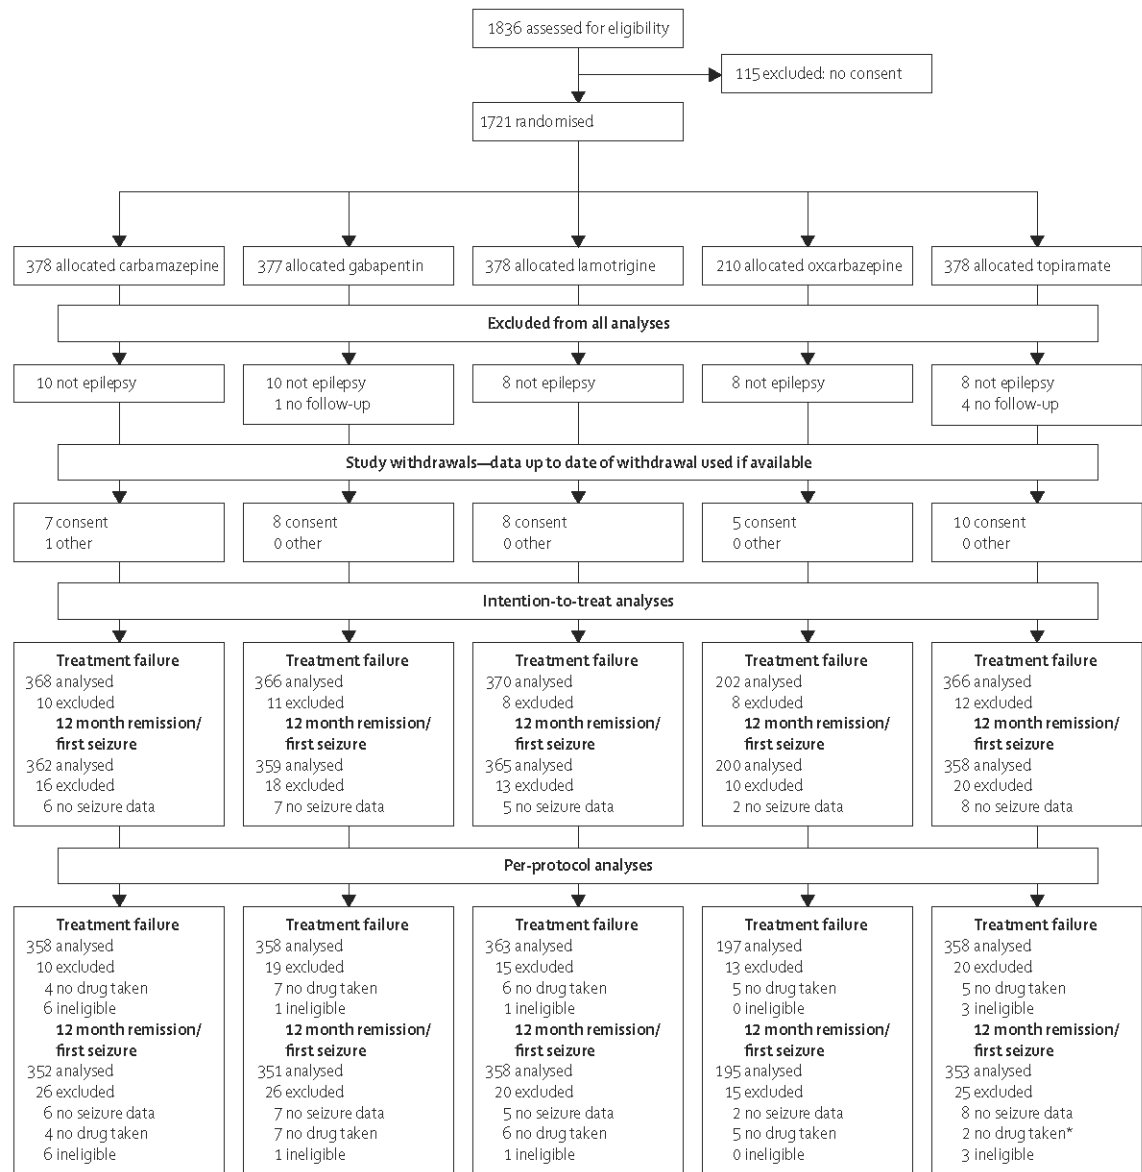 1836 assessed for eligibility
115 excluded: no consent
1721 randomised
378 allocated carbamazepine
377 allocated gabapentin
378 allocated lamotrigine
210 allocated oxcarbazepine
378 allocated topiramate
Excluded from all analyses
10 not epilepsy
10 not epilepsy
1 no follow-up
8 not epilepsy
8 not epilepsy
8 not epilepsy
4 no follow-up
Study withdrawals—data up to date of withdrawal used if available
7 consent
1 other
8 consent
0 other
8 consent
0 other
5 consent
0 other
10 consent
0 other
Intention-to-treat analyses
Treatment failure
368 analysed
10 excluded
12 month remission/
first seizure
362 analysed
16 excluded
6 no seizure data
Treatment failure
366 analysed
11 excluded
12 month remission/
first seizure
359 analysed
18 excluded
7 no seizure data
Treatment failure
370 analysed
8 excluded
12 month remission/
first seizure
365 analysed
13 excluded
5 no seizure data
Treatment failure
202 analysed
8 excluded
12 month remission/
first seizure
200 analysed
10 excluded
2 no seizure data
Treatment failure
366 analysed
12 excluded
12 month remission/
first seizure
358 analysed
20 excluded
8 no seizure data
Per-protocol analyses
Treatment failure
358 analysed
10 excluded
4 no drug taken
6 ineligible
12 month remission/
first seizure
352 analysed
26 excluded
6 no seizure data
4 no drug taken
6 ineligible
Treatment failure
358 analysed
19 excluded
7 no drug taken
1 ineligible
12 month remission/
first seizure
351 analysed
26 excluded
7 no seizure data
7 no drug taken
1 ineligible
Treatment failure
363 analysed
15 excluded
6 no drug taken
1 ineligible
12 month remission/
first seizure
358 analysed
20 excluded
5 no seizure data
6 no drug taken
1 ineligible
Treatment failure
197 analysed
13 excluded
5 no drug taken
0 ineligible
12 month remission/
first seizure
195 analysed
15 excluded
2 no seizure data
5 no drug taken
0 ineligible
Treatment failure
358 analysed
20 excluded
5 no drug taken
3 ineligible
12 month remission/
first seizure
353 analysed
25 excluded
8 no seizure data
2 no drug taken*
3 ineligible